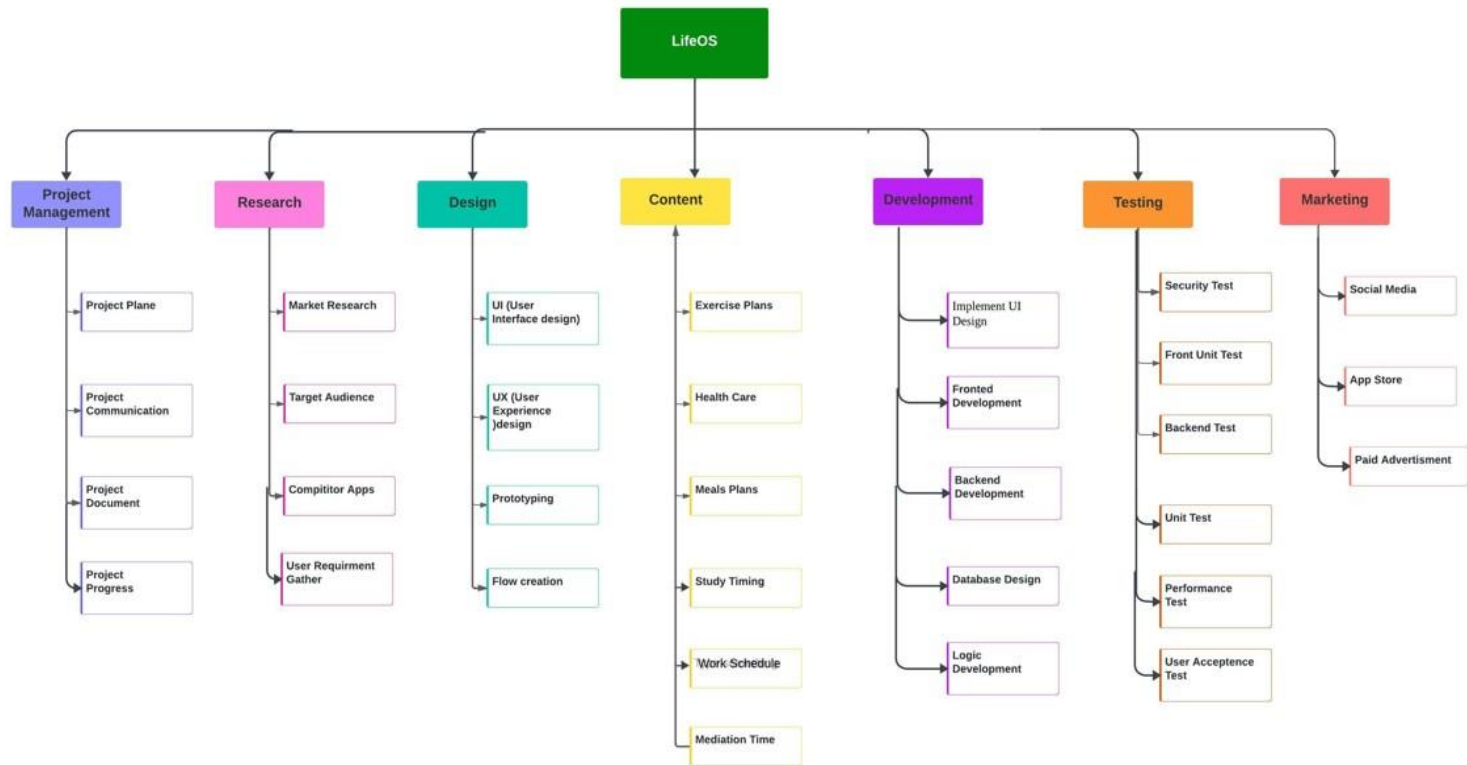 LifeOS
Project
Management
Research
Design
Content
Development
Testing
Marketing
Project Plane
Project
Communication
Project
Document
Project
Progress
Market Research
Target Audience
Compititor Apps
User Requirment
Gather
UI (User
Interface design)
UX (User
Experience
)design
Prototyping
Flow creation
Exercise Plans
Health Care
Meals Plans
Study Timing
Work Schedule
Mediation Time
Implement UI
Design
Fronted
Development
Backend
Development
Database Design
Logic
Development
Security Test
Front Unit Test
Backend Test
Unit Test
Performance
Test
User Acceptence
Test
Social Media
App Store
Paid Advertisment